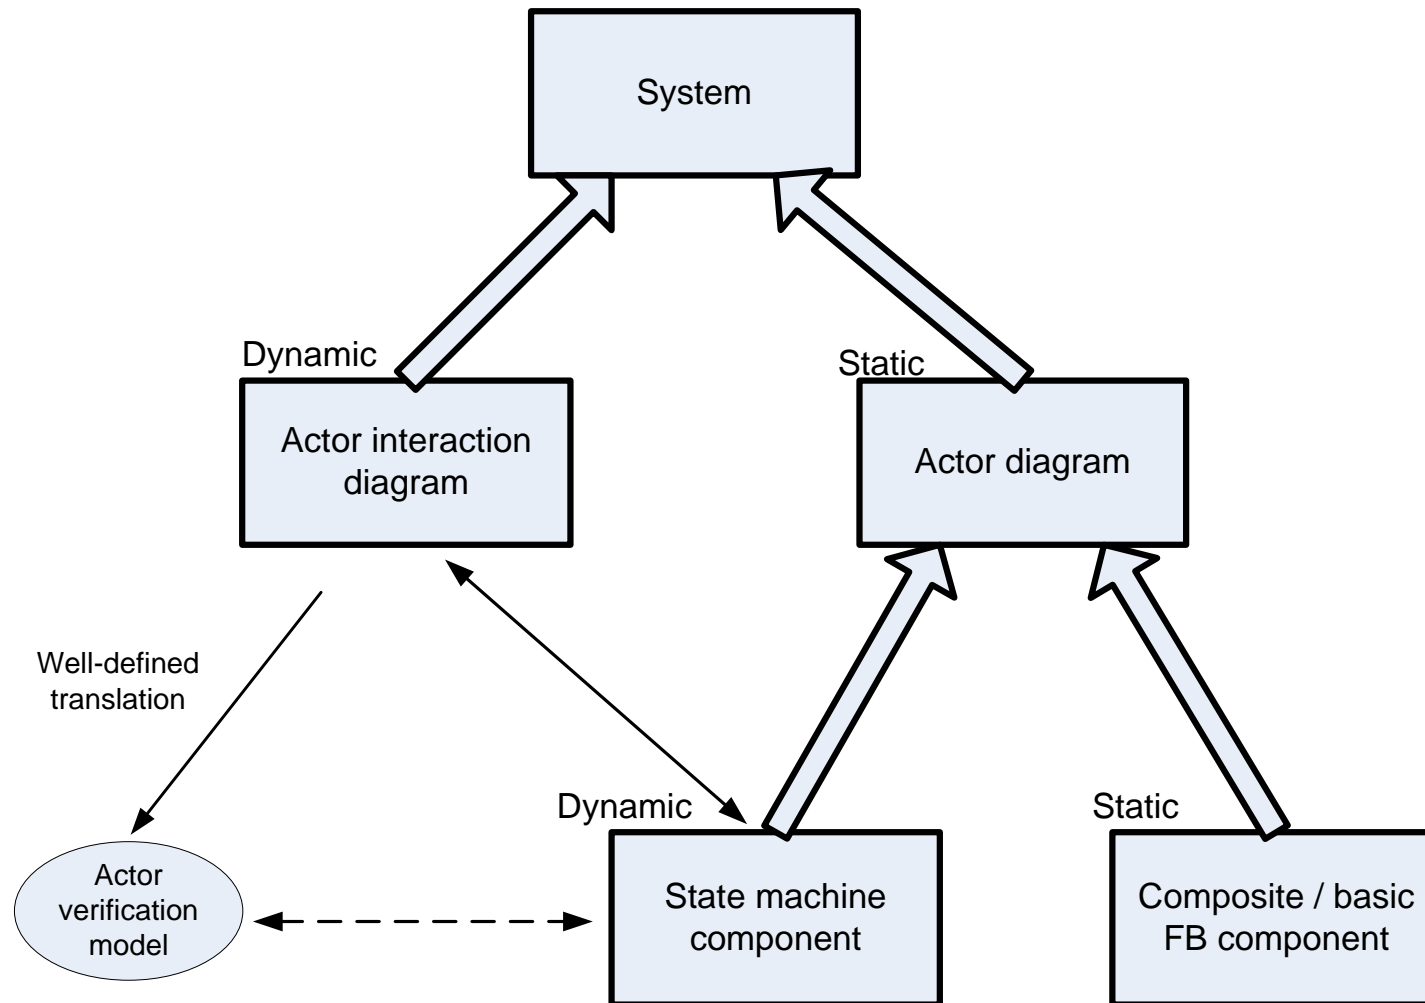 System
Dynamic
Static
Actor interaction
diagram
Actor diagram
Well-defined
translation
Dynamic
Static
Actor
verification
model
State machine
component
Composite / basic
FB component